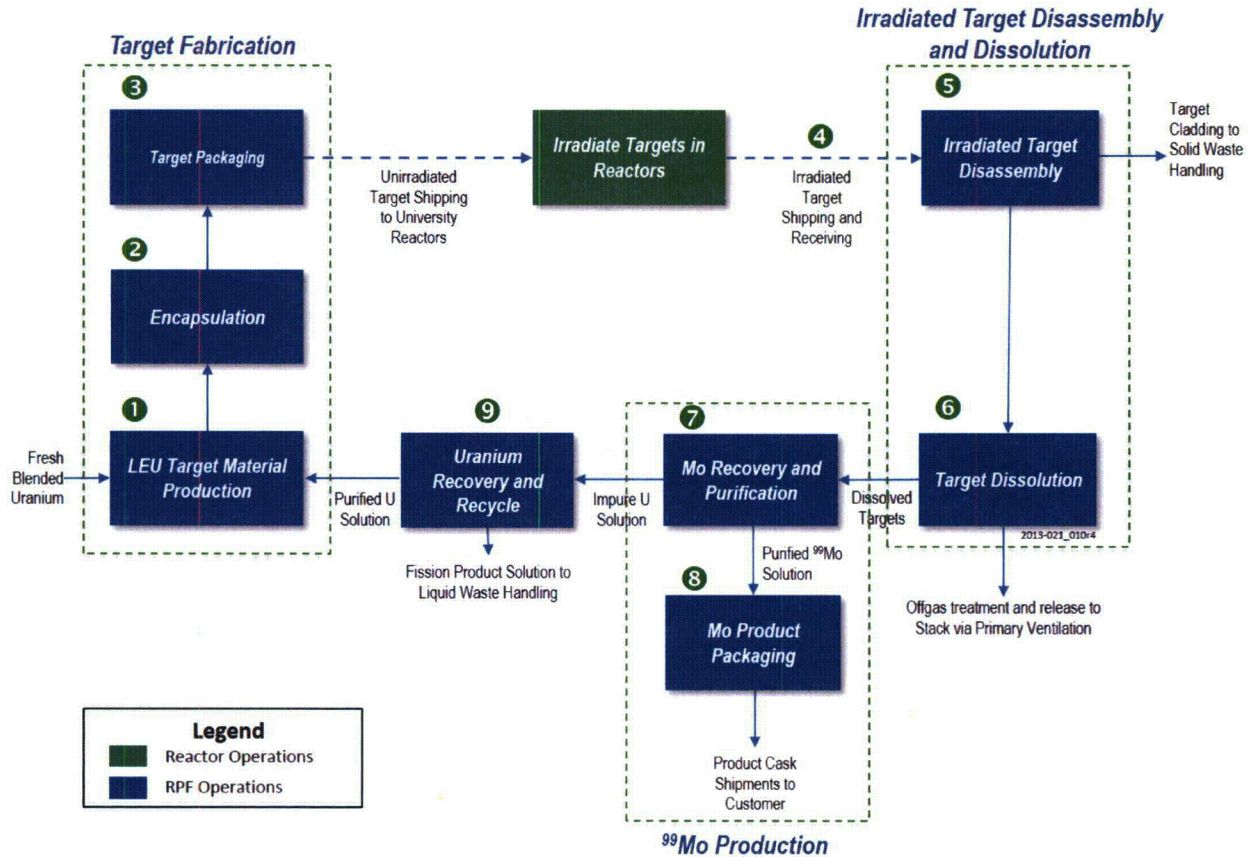 Target Fabrication
Irradiated Target Disassembly
and Dissolution
3
Target Packaging
Unirradiated
Target Shipping
to University
Reactors
Irradiate Targets in
Reactors
4
Irradiated
Target
Shipping and
Receiving
5
Irradiated Target
Disassembly
Target
Cladding to
Solid Waste
Handling
2
Encapsulation
1
Fresh
Blended
Uranium
LEU Target Material
Production
Purified U
Solution
9
Uranium
Recovery and
Recycle
Impure U
Solution
7
Mo Recovery and
Purification
Dissolved
Targets
6
Target Dissolution
2013-021_010r4
Fission Product Solution to
Liquid Waste Handling
Purified ⁹⁹Mo
Solution
8
Mo Product
Packaging
Offgas treatment and release to
Stack via Primary Ventilation
Product Cask
Shipments to
Customer
⁹⁹Mo Production
Legend
Reactor Operations
RPF Operations